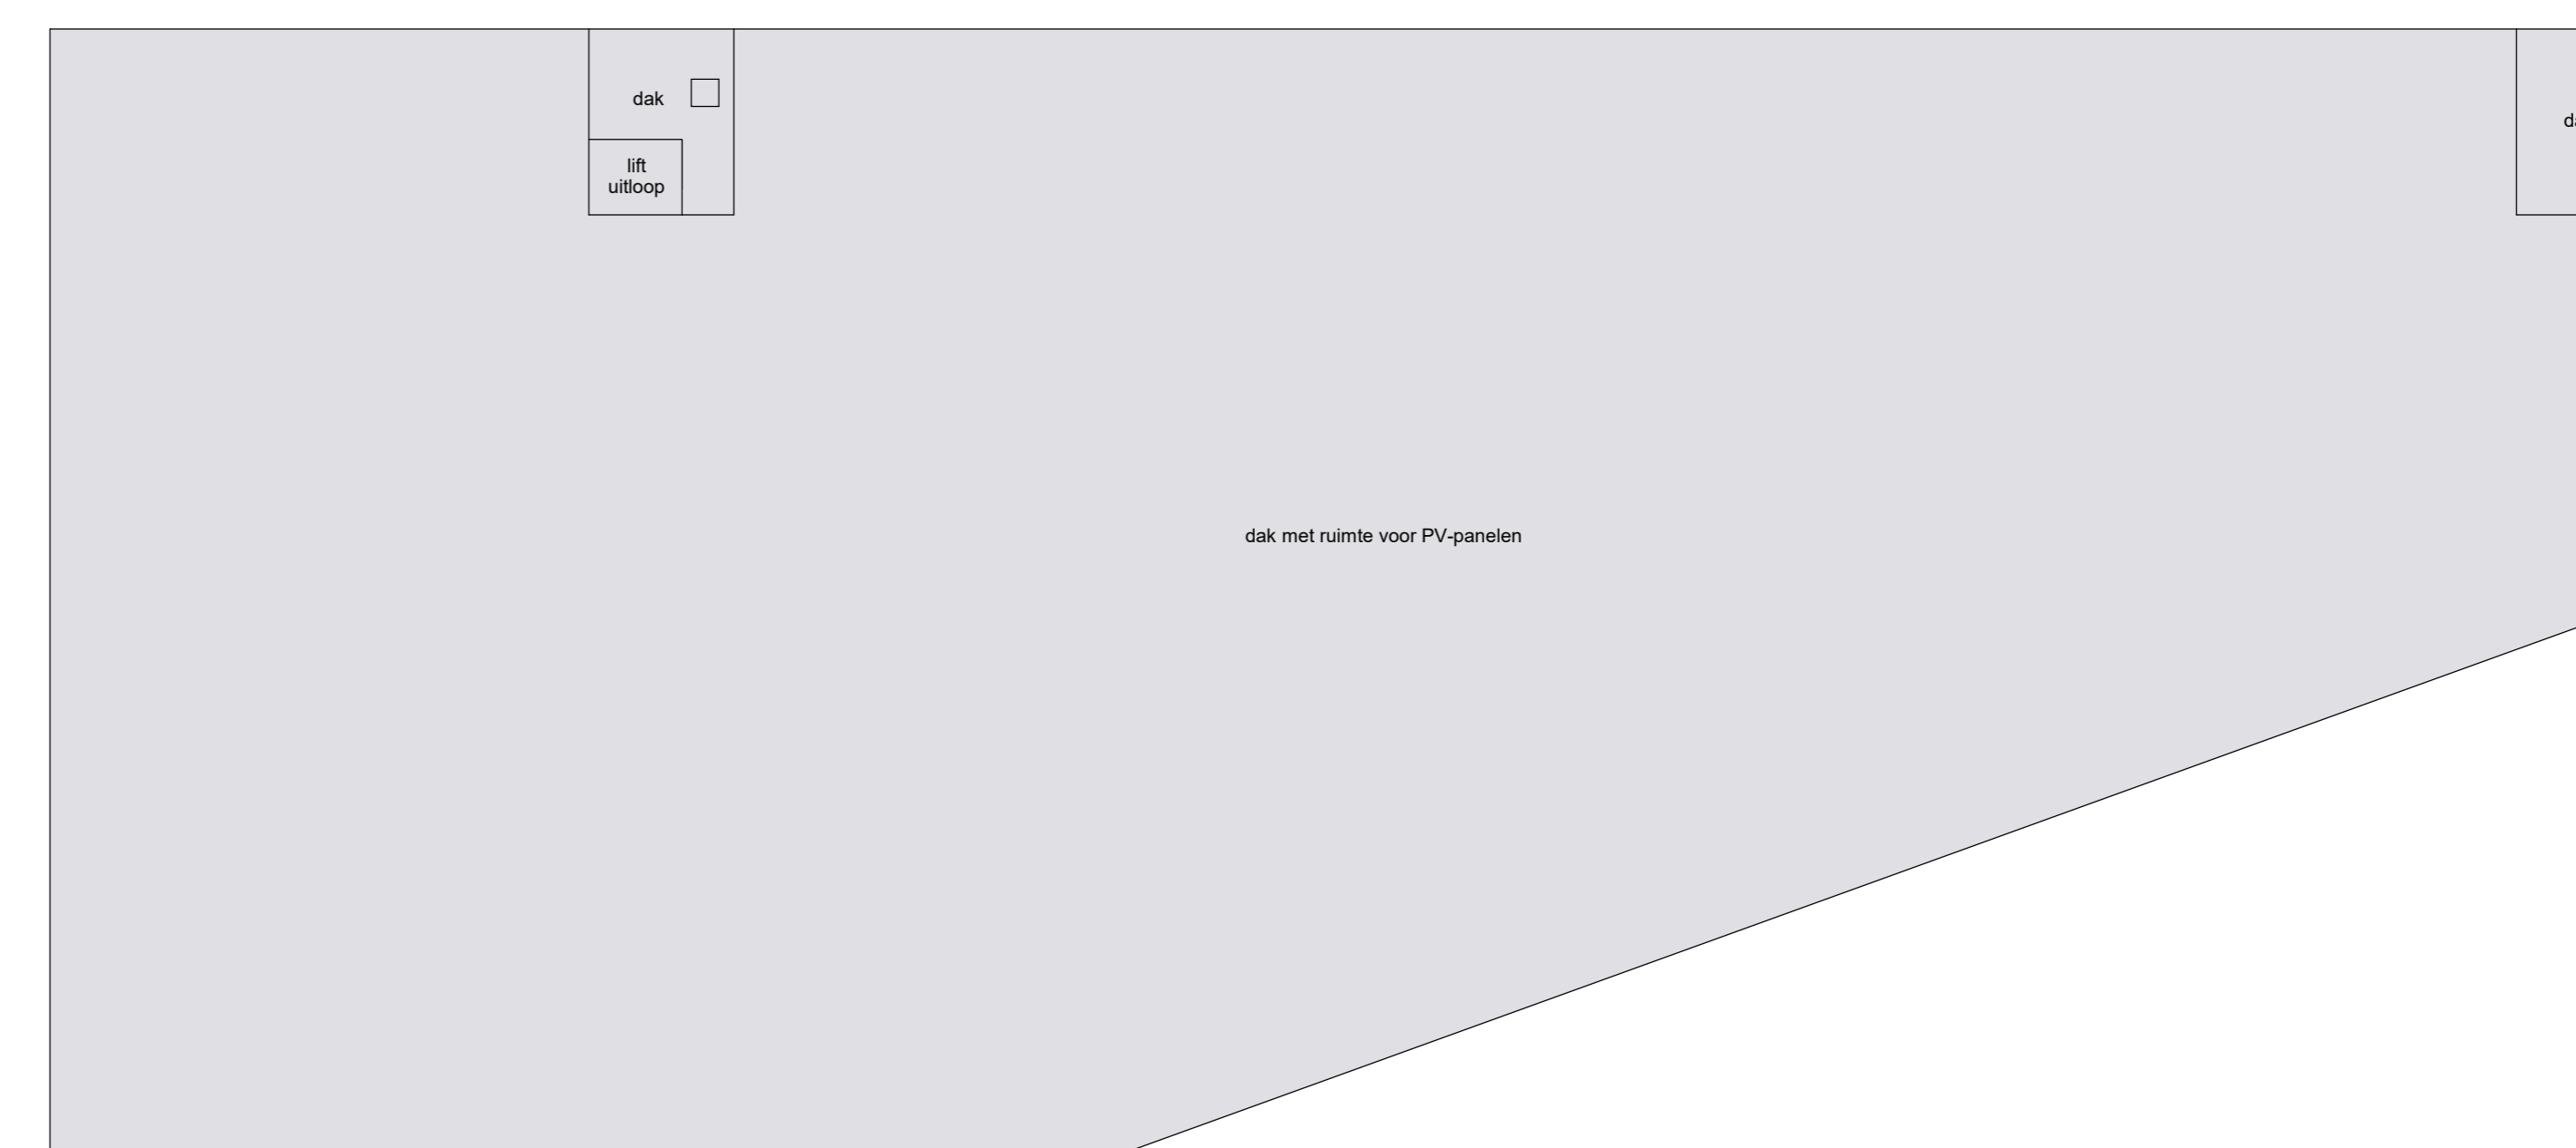 dak
lift
uitloop
dak met ruimte voor PV-panelen